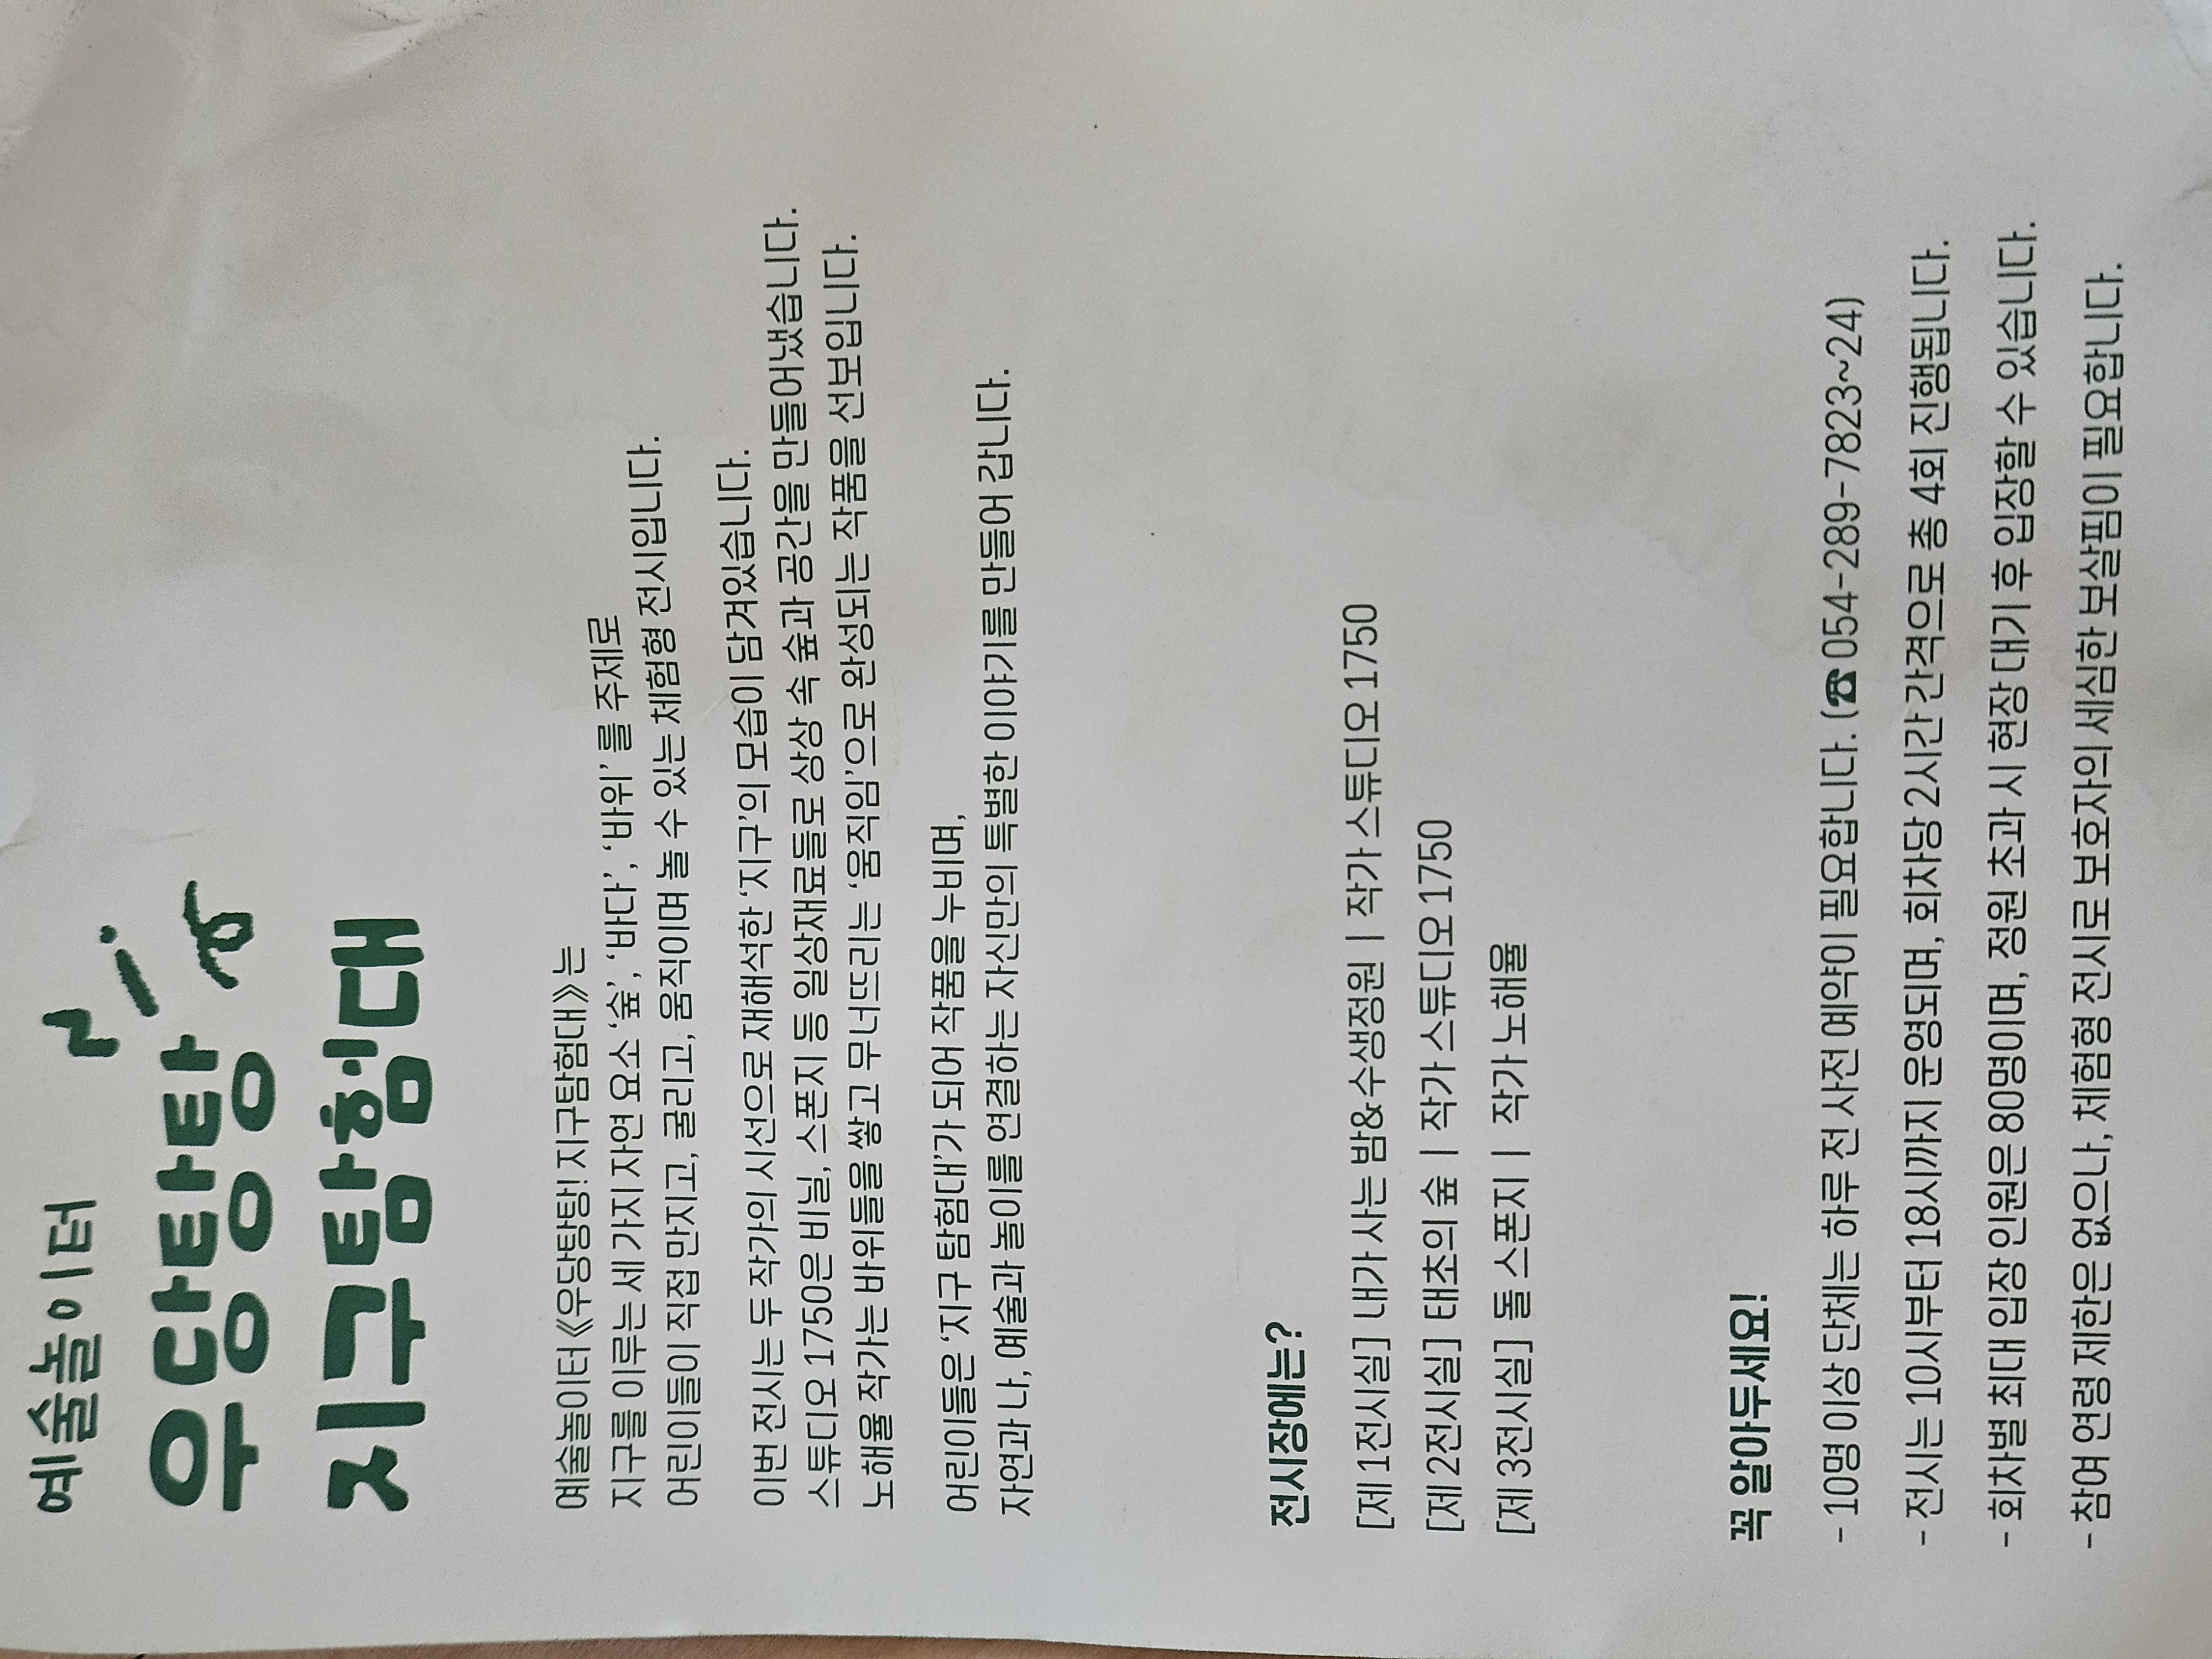 예술놀이터
우당탕탕
지구탐험대
예술놀이터 《우당탕탕! 지구탐험대》 는
지구를 이루는 세 가지 자연 요소 ‘숲’, ‘바다’, ‘바위’ 를 주제로
어린이들이 직접 만지고, 굴리고, 움직이며 놀 수 있는 체험형 전시입니다.
이번 전시는 두 작가의 시선으로 재해석한 ‘지구’의 모습이 담겨있습니다.
스튜디오 1750은 비닐, 스폰지 등 일상재료들로 상상 속 숲과 공간을 만들어냈습니다.
노해율 작가는 바위들을 쌓고 무너뜨리는 ‘움직임’으로 완성되는 작품을 선보입니다.
어린이들은 ‘지구 탐험대’가 되어 작품을 누비며,
자연과 나, 예술과 놀이를 연결하는 자신만의 특별한 이야기를 만들어 갑니다.
전시장에는?
[제 1전시실] 내가 사는 밤&수생정원 | 작가 스튜디오 1750
[제 2전시실] 태초의 숲 | 작가 스튜디오 1750
[제 3전시실] 돌 스폰지 | 작가 노해율
꼭 알아두세요!
- 10명 이상 단체는 하루 전 사전 예약이 필요합니다. (☎ 054-289-7823~24)
- 전시는 10시부터 18시까지 운영되며, 회차당 2시간 간격으로 총 4회 진행됩니다.
- 회차별 최대 입장 인원은 80명이며, 정원 초과 시 현장 대기 후 입장할 수 있습니다.
- 참여 연령 제한은 없으나, 체험형 전시로 보호자의 세심한 보살핌이 필요합니다.